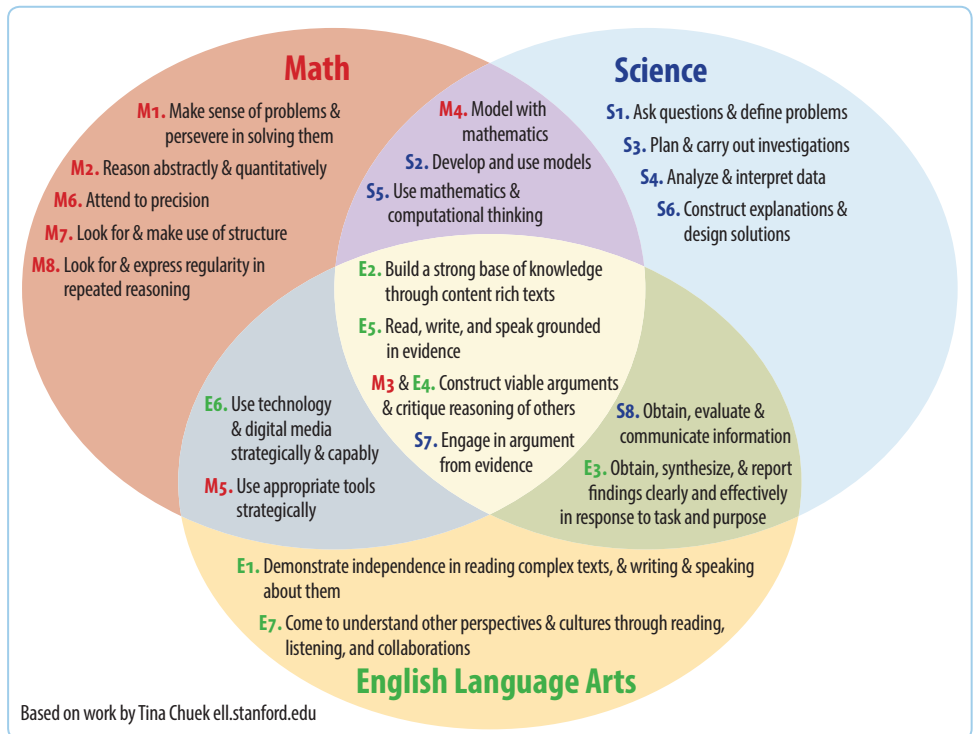 Math
M1. Make sense of problems &
persevere in solving them
M2. Reason abstractly & quantitatively
M6. Attend to precision
M7. Look for & make use of structure
M8. Look for & express regularity in
repeated reasoning
M4. Model with
mathematics
S2. Develop and use models
S5. Use mathematics &
computational thinking
Science
S1. Ask questions & define problems
S3. Plan & carry out investigations
S4. Analyze & interpret data
S6. Construct explanations &
design solutions
E2. Build a strong base of knowledge
through content rich texts
E5. Read, write, and speak grounded
in evidence
M3 & E4. Construct viable arguments
& critique reasoning of others
S7. Engage in argument
from evidence
E6. Use technology
& digital media
strategically & capably
M5. Use appropriate tools
strategically
S8. Obtain, evaluate &
communicate information
E3. Obtain, synthesize, & report
findings clearly and effectively
in response to task and purpose
E1. Demonstrate independence in reading complex texts, & writing & speaking
about them
E7. Come to understand other perspectives & cultures through reading,
listening, and collaborations
English Language Arts
Based on work by Tina Chuek ell.stanford.edu